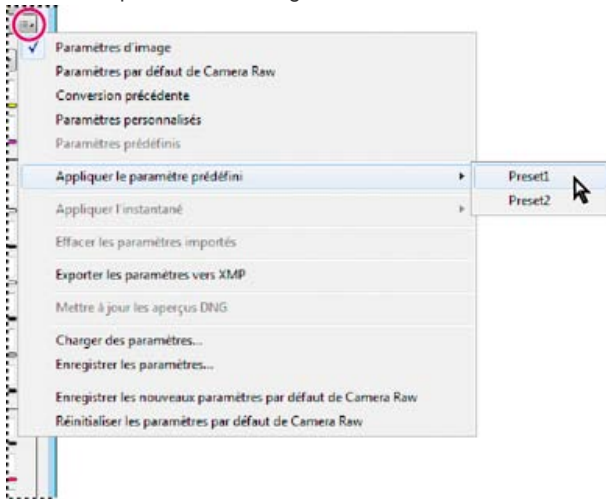 Paramètres d'image
Paramètres par défaut de Camera Raw
Conversion précédente
Paramètres personnalisés
Paramètres prédéfinis
Appliquer le paramètre prédéfini
Preset1
Preset2
Appliquer l'instantané
Effacer les paramètres importés
Exporter les paramètres vers XMP
Mettre à jour les aperçus DNG
Charger des paramètres...
Enregistrer les paramètres...
Enregistrer les nouveaux paramètres par défaut de Camera Raw
Réinitialiser les paramètres par défaut de Camera Raw